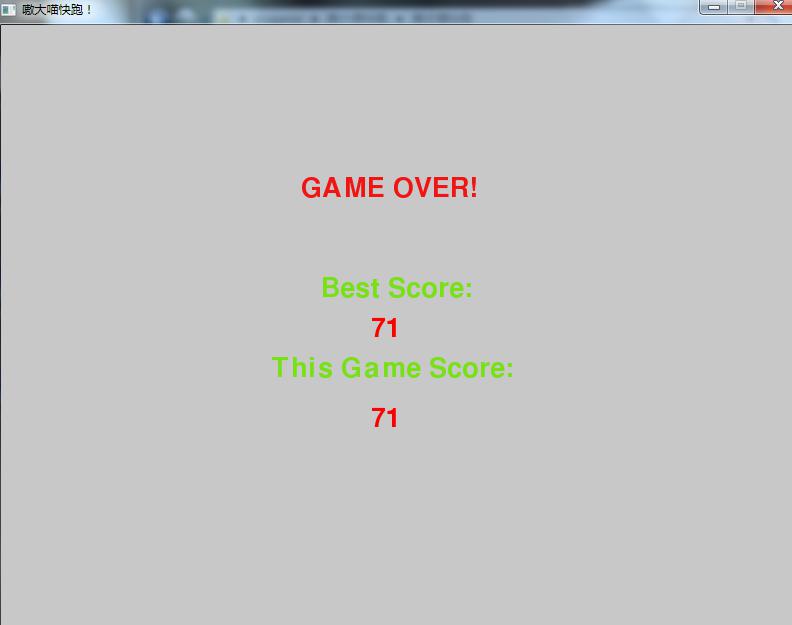 嗷大喵快跑！
GAME OVER!
Best Score:
71
This Game Score:
71